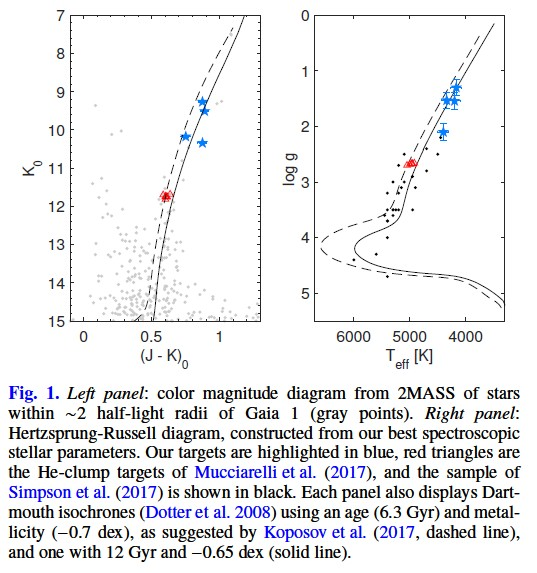 7
8
9
10
11
12
13
14
15
K0
0
0.5
1
(J - K)0
0
1
2
3
4
5
log g
6000
5000
4000
Teff [K]
Fig. 1. Left panel: color magnitude diagram from 2MASS of stars
within ∼2 half-light radii of Gaia 1 (gray points). Right panel:
Hertzsprung-Russell diagram, constructed from our best spectroscopic
stellar parameters. Our targets are highlighted in blue, red triangles are
the He-clump targets of Mucciarelli et al. (2017), and the sample of
Simpson et al. (2017) is shown in black. Each panel also displays Dart-
mouth isochrones (Dotter et al. 2008) using an age (6.3 Gyr) and metal-
licity (−0.7 dex), as suggested by Koposov et al. (2017, dashed line),
and one with 12 Gyr and −0.65 dex (solid line).